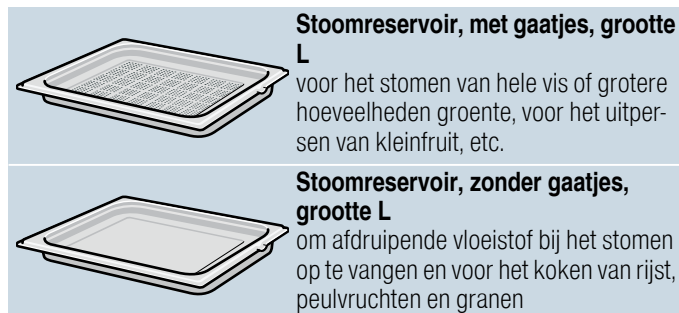 Stoomreservoir, met gaatjes, grootte
L
voor het stomen van hele vis of grotere
hoeveelheden groente, voor het uitper-
sen van kleinfruit, etc.
Stoomreservoir, zonder gaatjes,
grootte L
om afdruipende vloeistof bij het stomen
op te vangen en voor het koken van rijst,
peulvruchten en granen